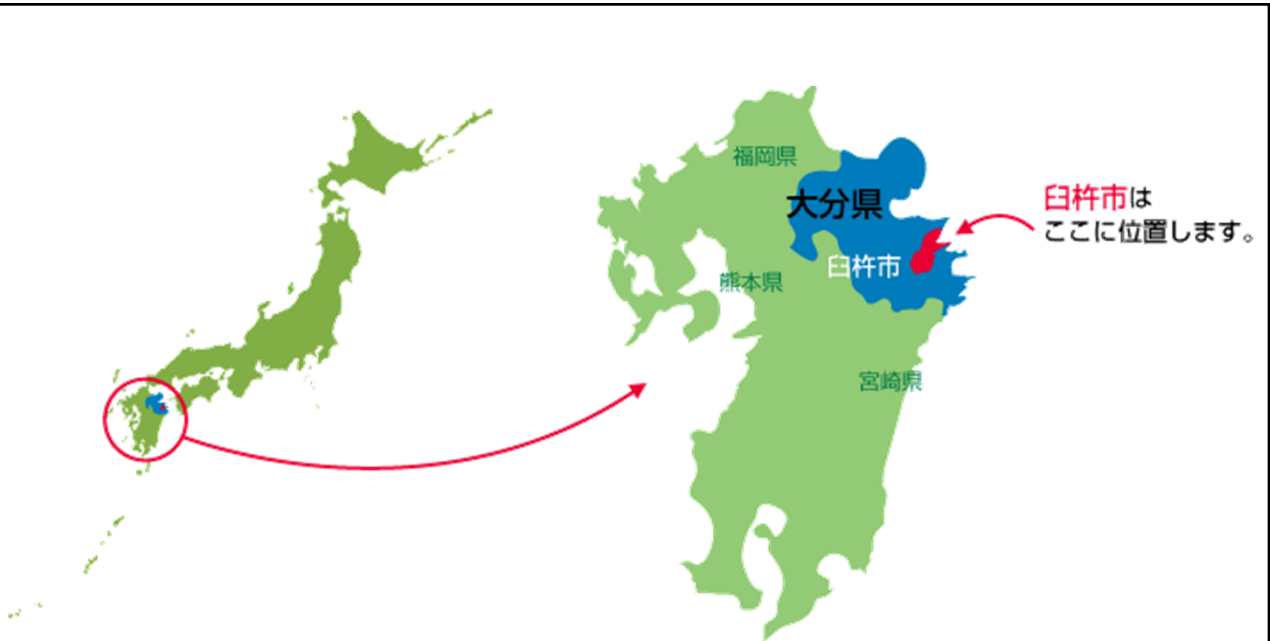 福岡県
大分県
臼杵市は
ここに位置します。
臼杵市
熊本県
宮崎県